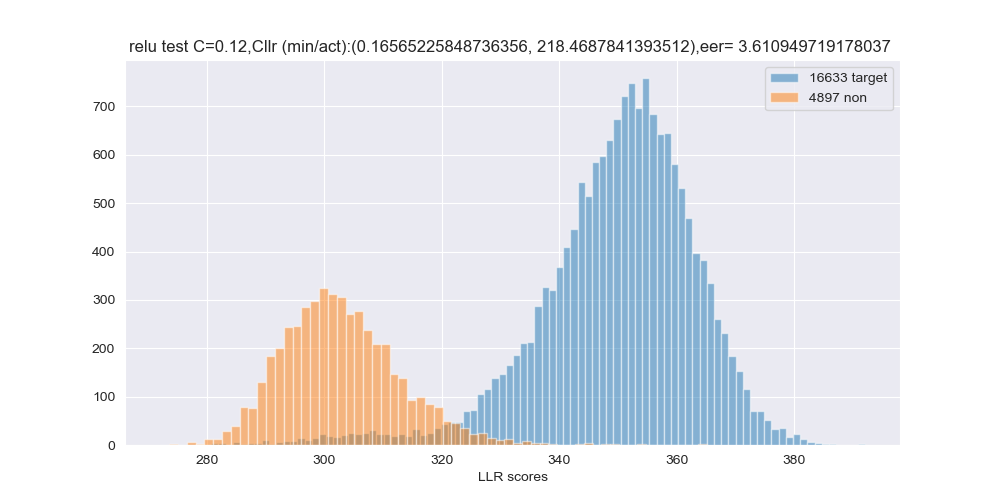 relu test C=0.12,Cllr (min/act):(0.16565225848736356, 218.4687841393512),eer= 3.610949719178037
16633 target
4897 non
700
600
500
400
300
200
100
0
280 300 320 340 360 380
LLR scores